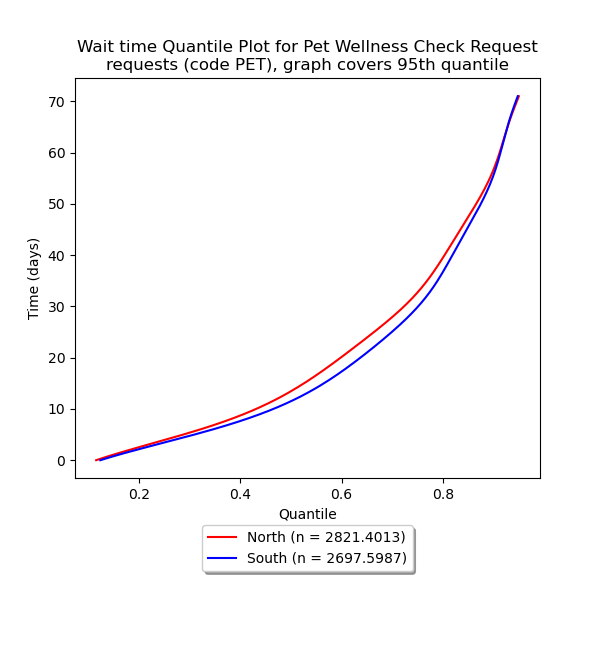 Wait time Quantile Plot for Pet Wellness Check Request
requests (code PET), graph covers 95th quantile
70
60
50
40
30
20
10
0
Time (days)
0.2 0.4 0.6 0.8
Quantile
North (n = 2821.4013)
South (n = 2697.5987)